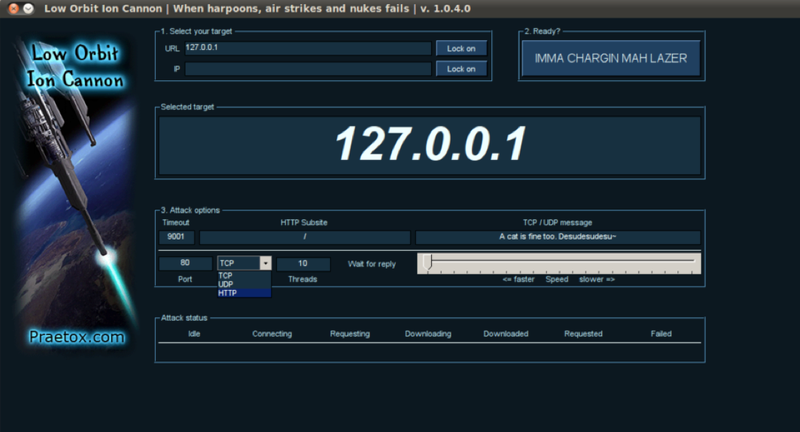 Low Orbit Ion Cannon | When harpoons, air strikes and nukes fails | v. 1.0.4.0
Low Orbit
Ion Cannon
Praetox.com
1. Select your target
URL 127.0.0.1 Lock on
IP Lock on
2. Ready?
IMMA CHARGIN MAH LAZER
Selected target
127.0.0.1
3. Attack options
Timeout HTTP Subsite TCP / UDP message
9001 / A cat is fine too. Desudesudesu~
80 TCP 10 Wait for reply
TCP
UDP
HTTP
Port Threads <= faster Speed slower =>
Attack status
Idle Connecting Requesting Downloading Downloaded Requested Failed